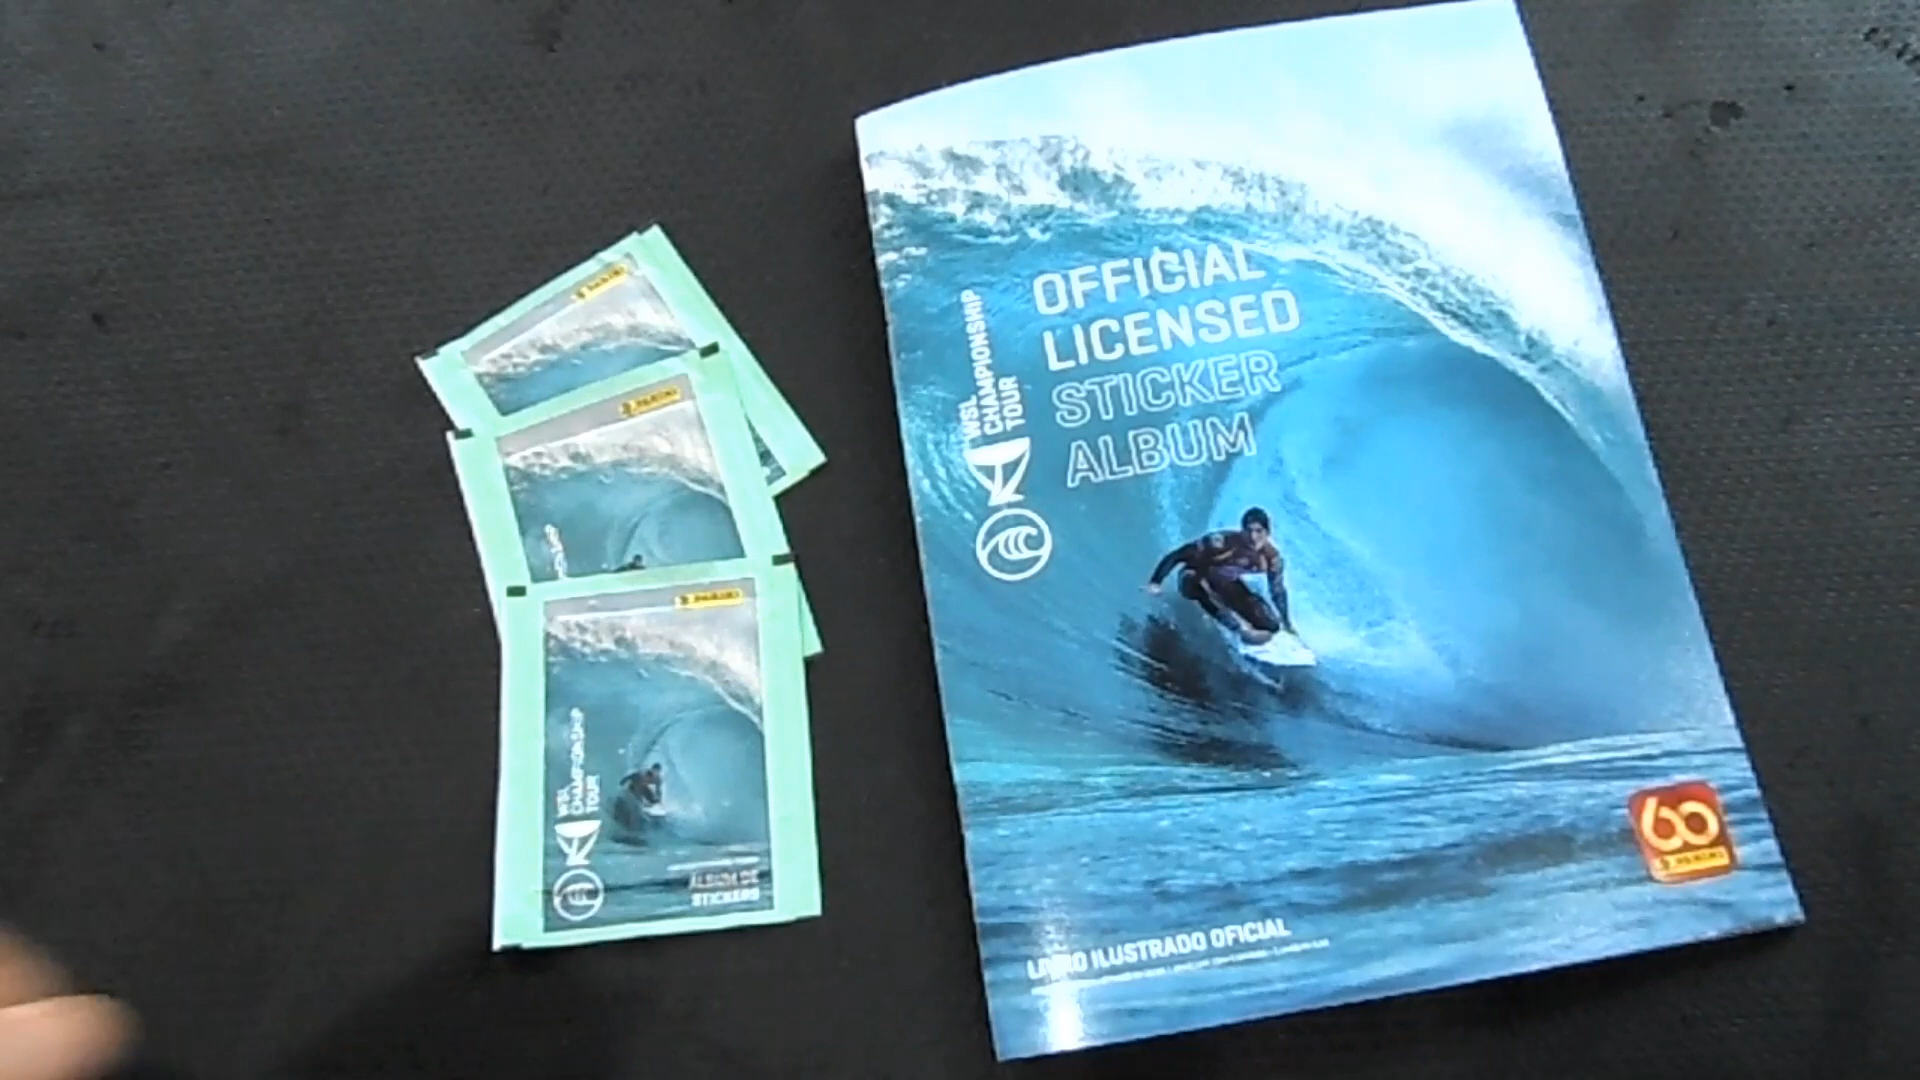 OFFICIAL
LICENSED
STICKER
ALBUM
WSL
CHAMPIONSHIP
TOUR
60
PANINI
LIVRO ILUSTRADO OFICIAL
PANINI
PANINI
PANINI
WSL
CHAMPIONSHIP
TOUR
ÁLBUM DE
STICKERS